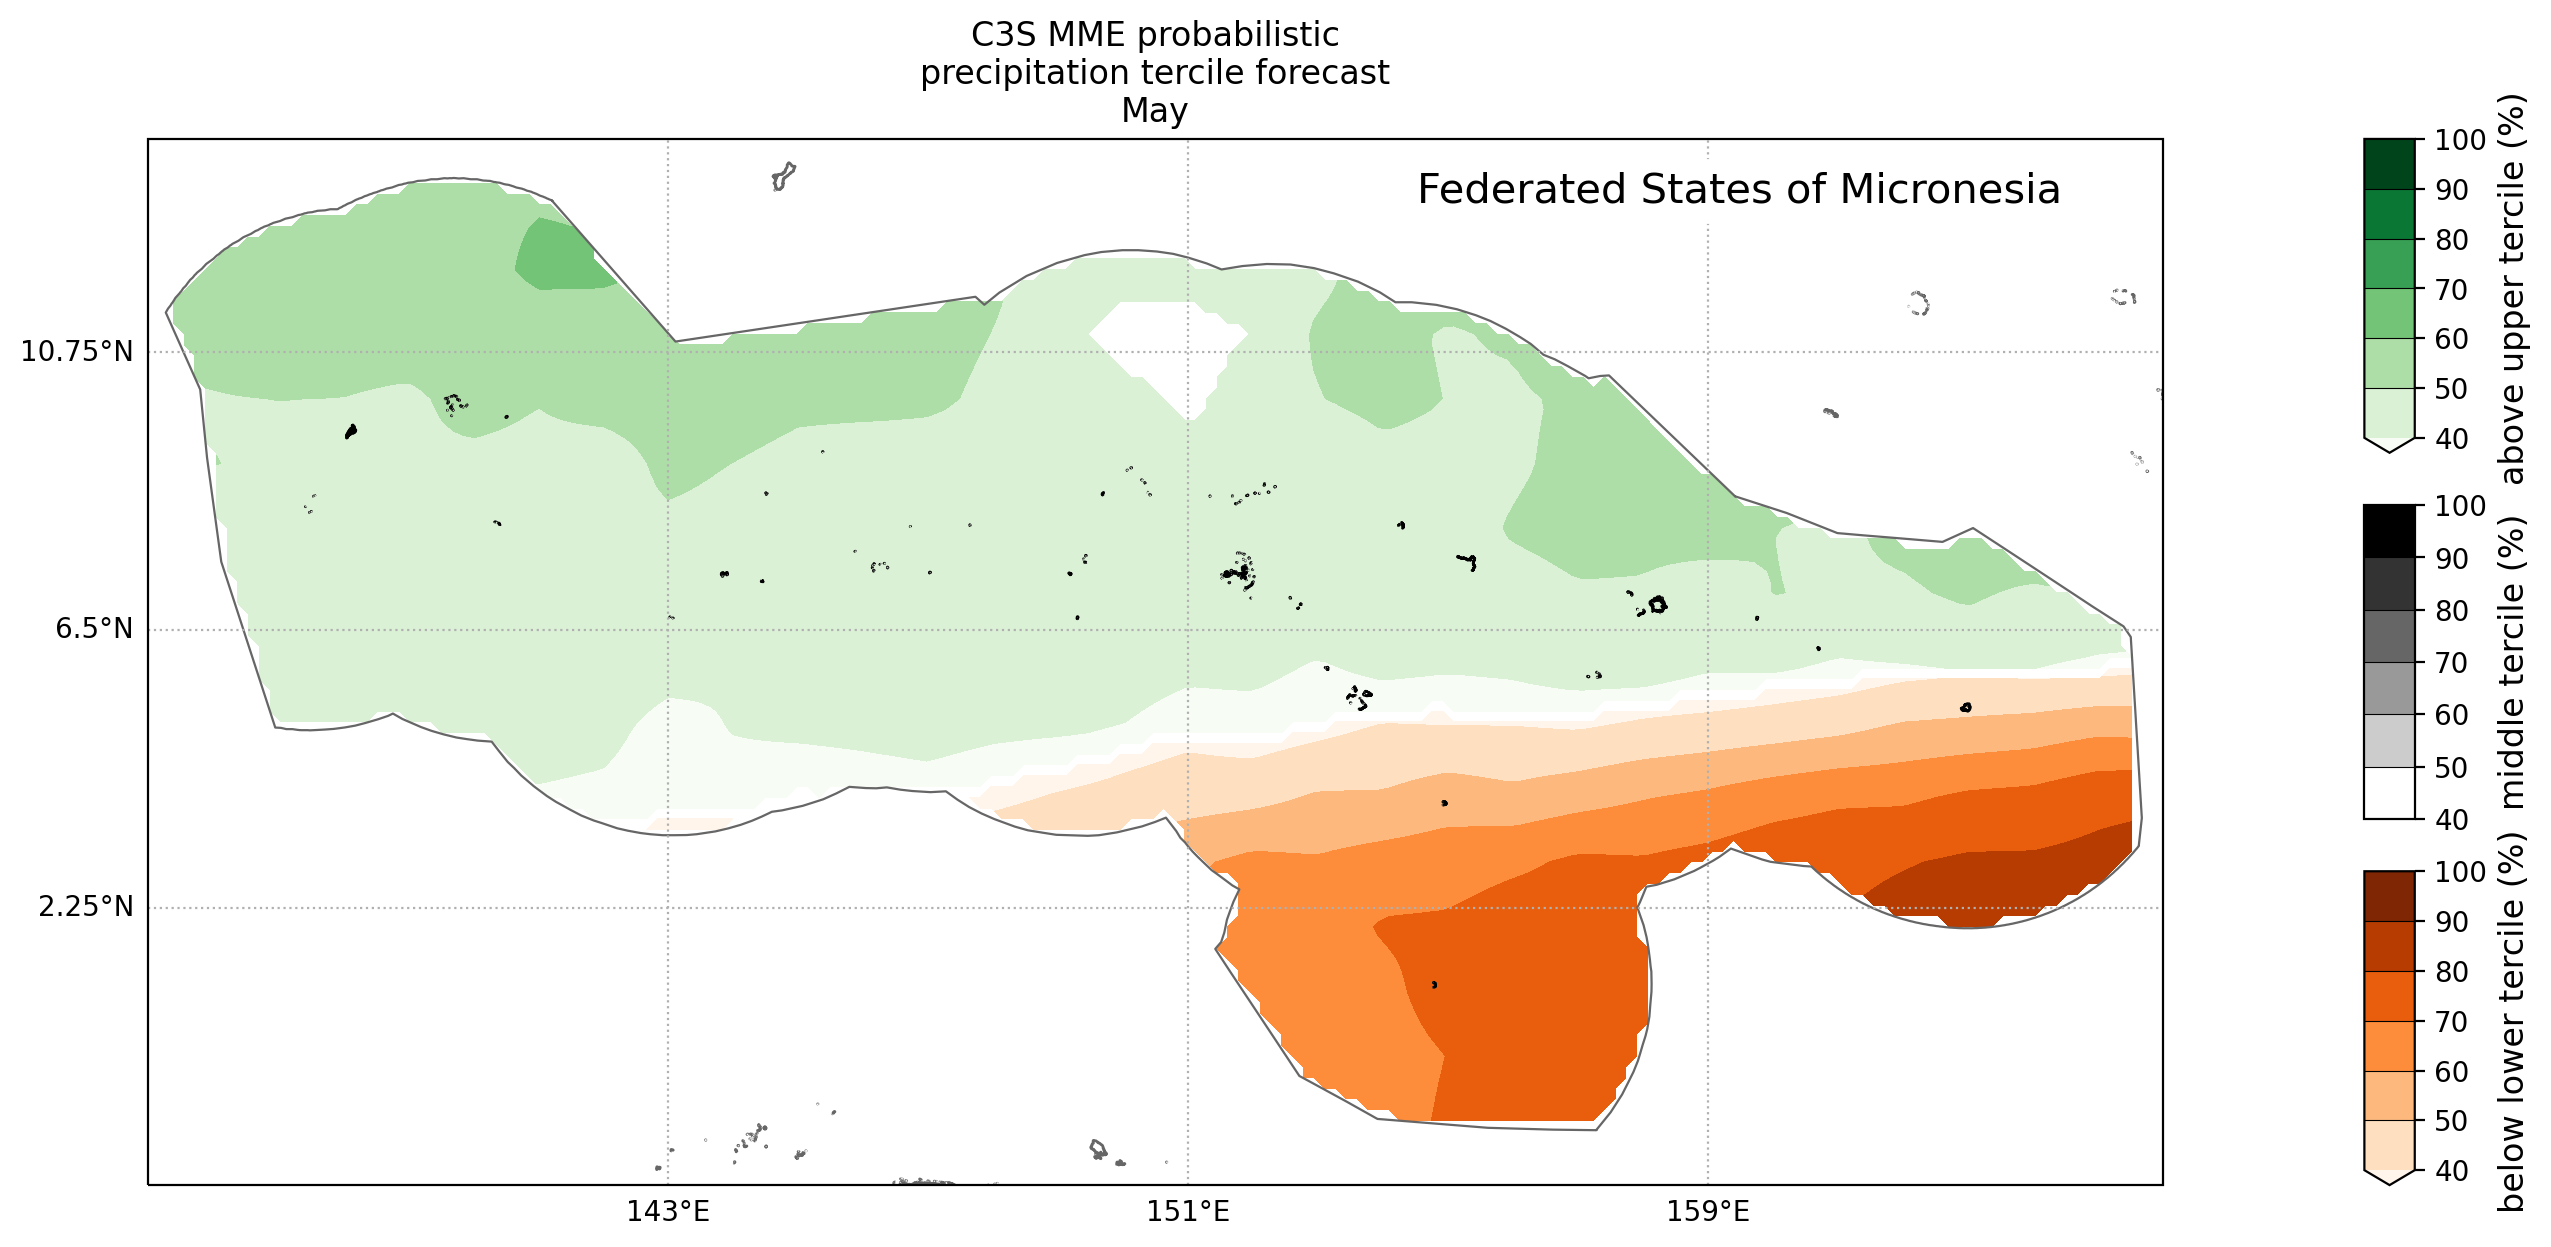 C3S MME probabilistic
precipitation tercile forecast
May
Federated States of Micronesia
10.75°N
6.5°N
2.25°N
143°E
151°E
159°E
100
90
80
70
60
50
40
above upper tercile (%)
100
90
80
70
60
50
40
middle tercile (%)
100
90
80
70
60
50
40
below lower tercile (%)